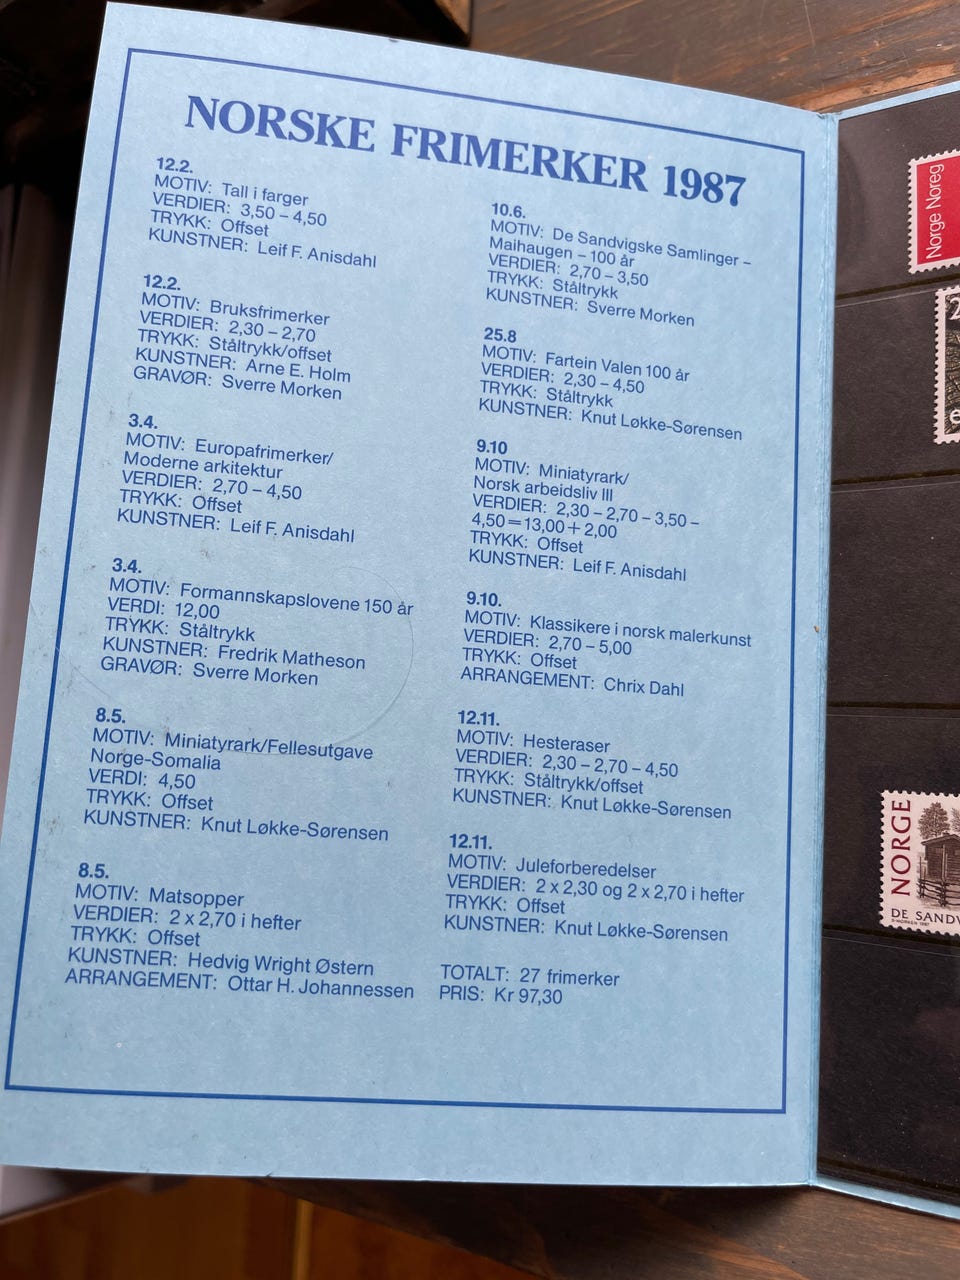 NORSKE FRIMERKER 1987
12.2.
MOTIV: Tall i farger
VERDIER: 3,50 – 4,50
TRYKK: Offset
KUNSTNER: Leif F. Anisdahl
12.2.
MOTIV: Bruksfrimerker
VERDIER: 2,30 – 2,70
TRYKK: Ståltrykk/offset
KUNSTNER: Arne E. Holm
GRAVØR: Sverre Morken
3.4.
MOTIV: Europafrimerker/
Moderne arkitektur
VERDIER: 2,70 – 4,50
TRYKK: Offset
KUNSTNER: Leif F. Anisdahl
3.4.
MOTIV: Formannskapslovene 150 år
VERDI: 12,00
TRYKK: Ståltrykk
KUNSTNER: Fredrik Matheson
GRAVØR: Sverre Morken
8.5.
MOTIV: Miniatyrark/Fellesutgave
Norge-Somalia
VERDI: 4,50
TRYKK: Offset
KUNSTNER: Knut Løkke-Sørensen
8.5.
MOTIV: Matsopper
VERDIER: 2 x 2,70 i hefter
TRYKK: Offset
KUNSTNER: Hedvig Wright Østern
ARRANGEMENT: Ottar H. Johannessen
10.6.
MOTIV: De Sandvigske Samlinger –
Maihaugen – 100 år
VERDIER: 2,70 – 3,50
TRYKK: Ståltrykk
KUNSTNER: Sverre Morken
25.8
MOTIV: Fartein Valen 100 år
VERDIER: 2,30 – 4,50
TRYKK: Ståltrykk
KUNSTNER: Knut Løkke-Sørensen
9.10
MOTIV: Miniatyrark/
Norsk arbeidsliv III
VERDIER: 2,30 – 2,70 – 3,50 –
4,50 = 13,00 + 2,00
TRYKK: Offset
KUNSTNER: Leif F. Anisdahl
9.10.
MOTIV: Klassikere i norsk malerkunst
VERDIER: 2,70 – 5,00
TRYKK: Offset
ARRANGEMENT: Chrix Dahl
12.11.
MOTIV: Hesteraser
VERDIER: 2,30 – 2,70 – 4,50
TRYKK: Ståltrykk/offset
KUNSTNER: Knut Løkke-Sørensen
12.11.
MOTIV: Juleforberedelser
VERDIER: 2 x 2,30 og 2 x 2,70 i hefter
TRYKK: Offset
KUNSTNER: Knut Løkke-Sørensen
TOTALT: 27 frimerker
PRIS: Kr 97,30
Norge Noreg
2
NORGE
DE SANDV
S·MORKEN 1987